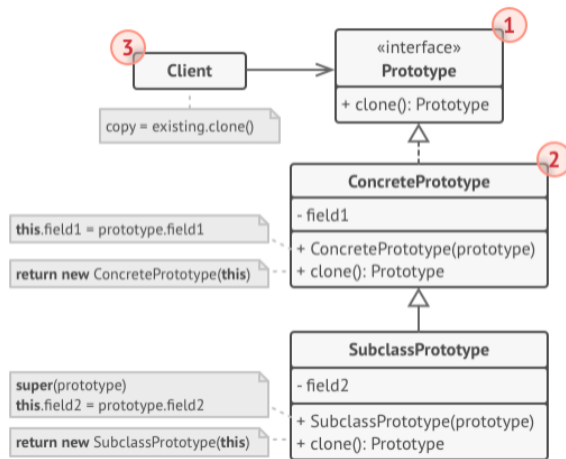 1
«interface»
Prototype
+ clone(): Prototype
3
Client
copy = existing.clone()
2
ConcretePrototype
- field1
+ ConcretePrototype(prototype)
+ clone(): Prototype
this.field1 = prototype.field1
return new ConcretePrototype(this)
SubclassPrototype
- field2
+ SubclassPrototype(prototype)
+ clone(): Prototype
super(prototype)
this.field2 = prototype.field2
return new SubclassPrototype(this)